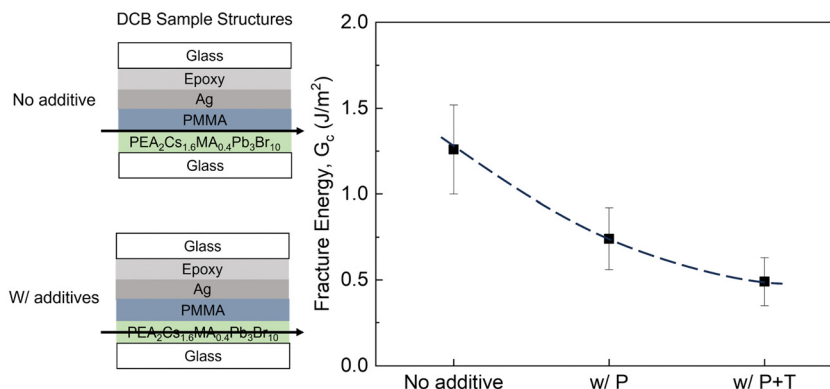 DCB Sample Structures
No additive
Glass
Epoxy
Ag
PMMA
PEA₂Cs₁.₆MA₀.₄Pb₃Br₁₀
Glass
W/ additives
Glass
Epoxy
Ag
PMMA
PEA₂Cs₁.₆MA₀.₄Pb₃Br₁₀
Glass
Fracture Energy, G_c (J/m²)
2.0
1.5
1.0
0.5
0.0
No additive
w/ P
w/ P+T